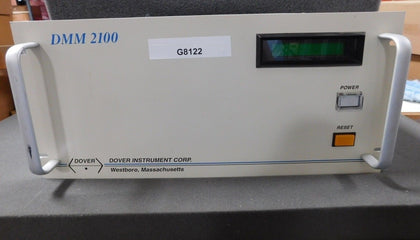 DMM 2100
G8122
POWER
RESET
DOVER
DOVER INSTRUMENT CORP.
Westboro, Massachusetts